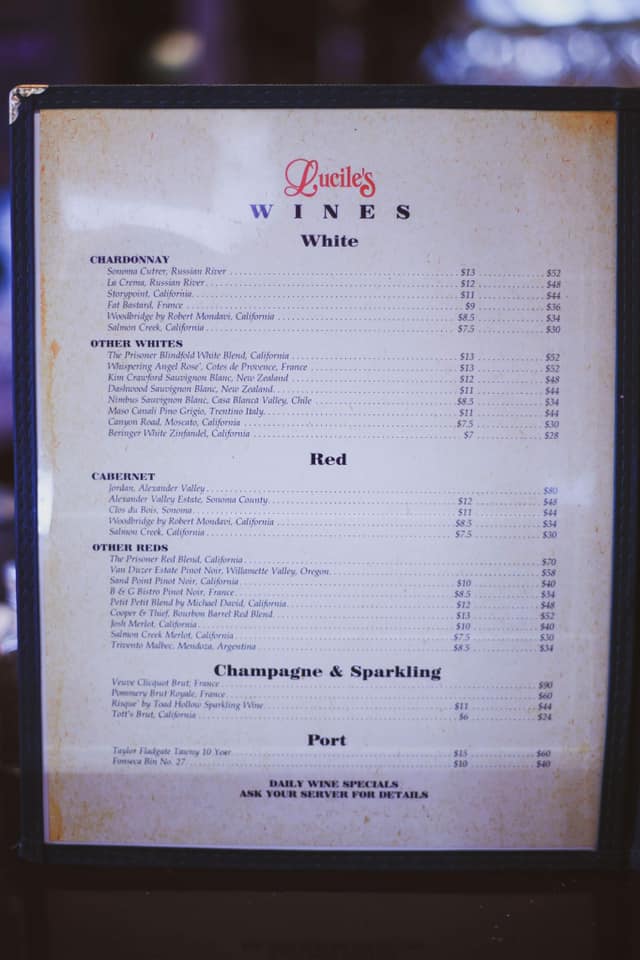 Lucile's
WINES
White
CHARDONNAY
Sonoma Cutrer, Russian River $13 $52
La Crema, Russian River $12 $48
Storypoint, California $11 $44
Fat Bastard, France $9 $36
Woodbridge by Robert Mondavi, California $8.5 $34
Salmon Creek, California $7.5 $30
OTHER WHITES
The Prisoner Blindfold White Blend, California $13 $52
Whispering Angel Rose', Cotes de Provence, France $13 $52
Kim Crawford Sauvignon Blanc, New Zealand $12 $48
Dashwood Sauvignon Blanc, New Zealand $11 $44
Nimbus Sauvignon Blanc, Casa Blanca Valley, Chile $8.5 $34
Maso Canali Pino Grigio, Trentino Italy $11 $44
Canyon Road, Moscato, California $7.5 $30
Beringer White Zinfandel, California $7 $28
Red
CABERNET
Jordan, Alexander Valley $80
Alexander Valley Estate, Sonoma County $12 $48
Clos du Bois, Sonoma $11 $44
Woodbridge by Robert Mondavi, California $8.5 $34
Salmon Creek, California $7.5 $30
OTHER REDS
The Prisoner Red Blend, California $70
Van Duzer Estate Pinot Noir, Willamette Valley, Oregon $58
Sand Point Pinot Noir, California $10 $40
B & G Bistro Pinot Noir, France $8.5 $34
Petit Petit Blend by Michael David, California $12 $48
Cooper & Thief, Bourbon Barrel Red Blend $13 $52
Josh Merlot, California $10 $40
Salmon Creek Merlot, California $7.5 $30
Trivento Malbec, Mendoza, Argentina $8.5 $34
Champagne & Sparkling
Veuve Clicquot Brut, France $90
Pommery Brut Royale, France $60
Risque' by Toad Hollow Sparkling Wine $11 $44
Tott's Brut, California $6 $24
Port
Taylor Fladgate Tawny 10 Year $15 $60
Fonseca Bin No. 27 $10 $40
DAILY WINE SPECIALS
ASK YOUR SERVER FOR DETAILS